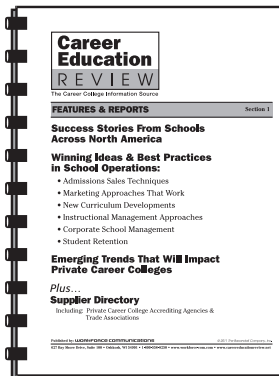 Career
Education
REVIEW
The Career College Information Source
FEATURES & REPORTS Section 1
Success Stories From Schools
Across North America
Winning Ideas & Best Practices
in School Operations:
• Admissions Sales Techniques
• Marketing Approaches That Work
• New Curriculum Developments
• Instructional Management Approaches
• Corporate School Management
• Student Retention
Emerging Trends That Will Impact
Private Career Colleges
Plus...
Supplier Directory
Including: Private Career College Accrediting Agencies &
Trade Associations
Published by: WORKFORCE COMMUNICATIONS